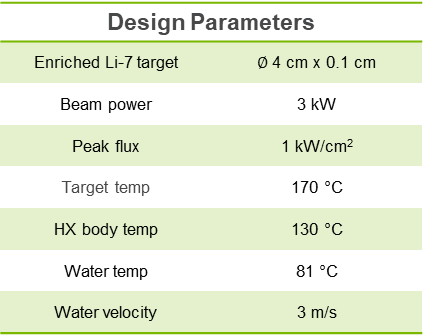 Design Parameters
Enriched Li-7 target Ø 4 cm x 0.1 cm
Beam power 3 kW
Peak flux 1 kW/cm²
Target temp 170 °C
HX body temp 130 °C
Water temp 81 °C
Water velocity 3 m/s